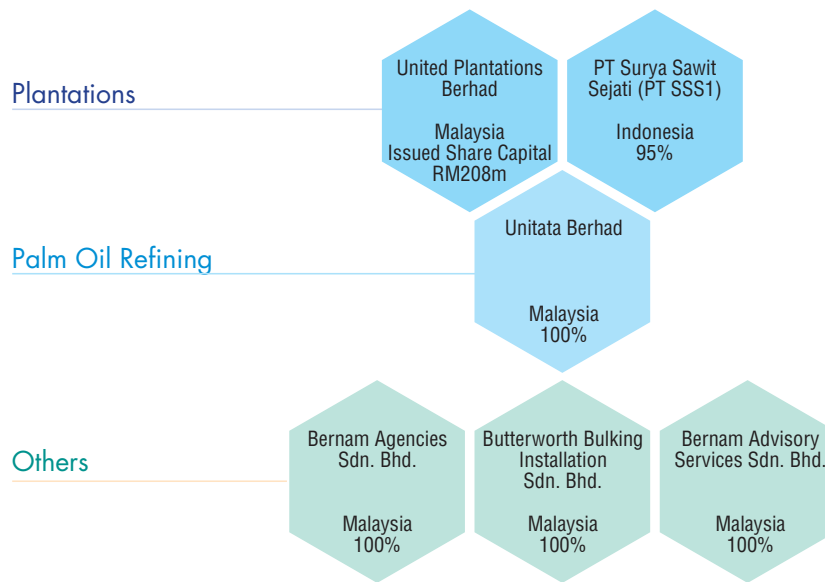 Plantations
United Plantations
Berhad
Malaysia
Issued Share Capital
RM208m
PT Surya Sawit
Sejati (PT SSS1)
Indonesia
95%
Palm Oil Refining
Unitata Berhad
Malaysia
100%
Others
Bernam Agencies
Sdn. Bhd.
Malaysia
100%
Butterworth Bulking
Installation
Sdn. Bhd.
Malaysia
100%
Bernam Advisory
Services Sdn. Bhd.
Malaysia
100%